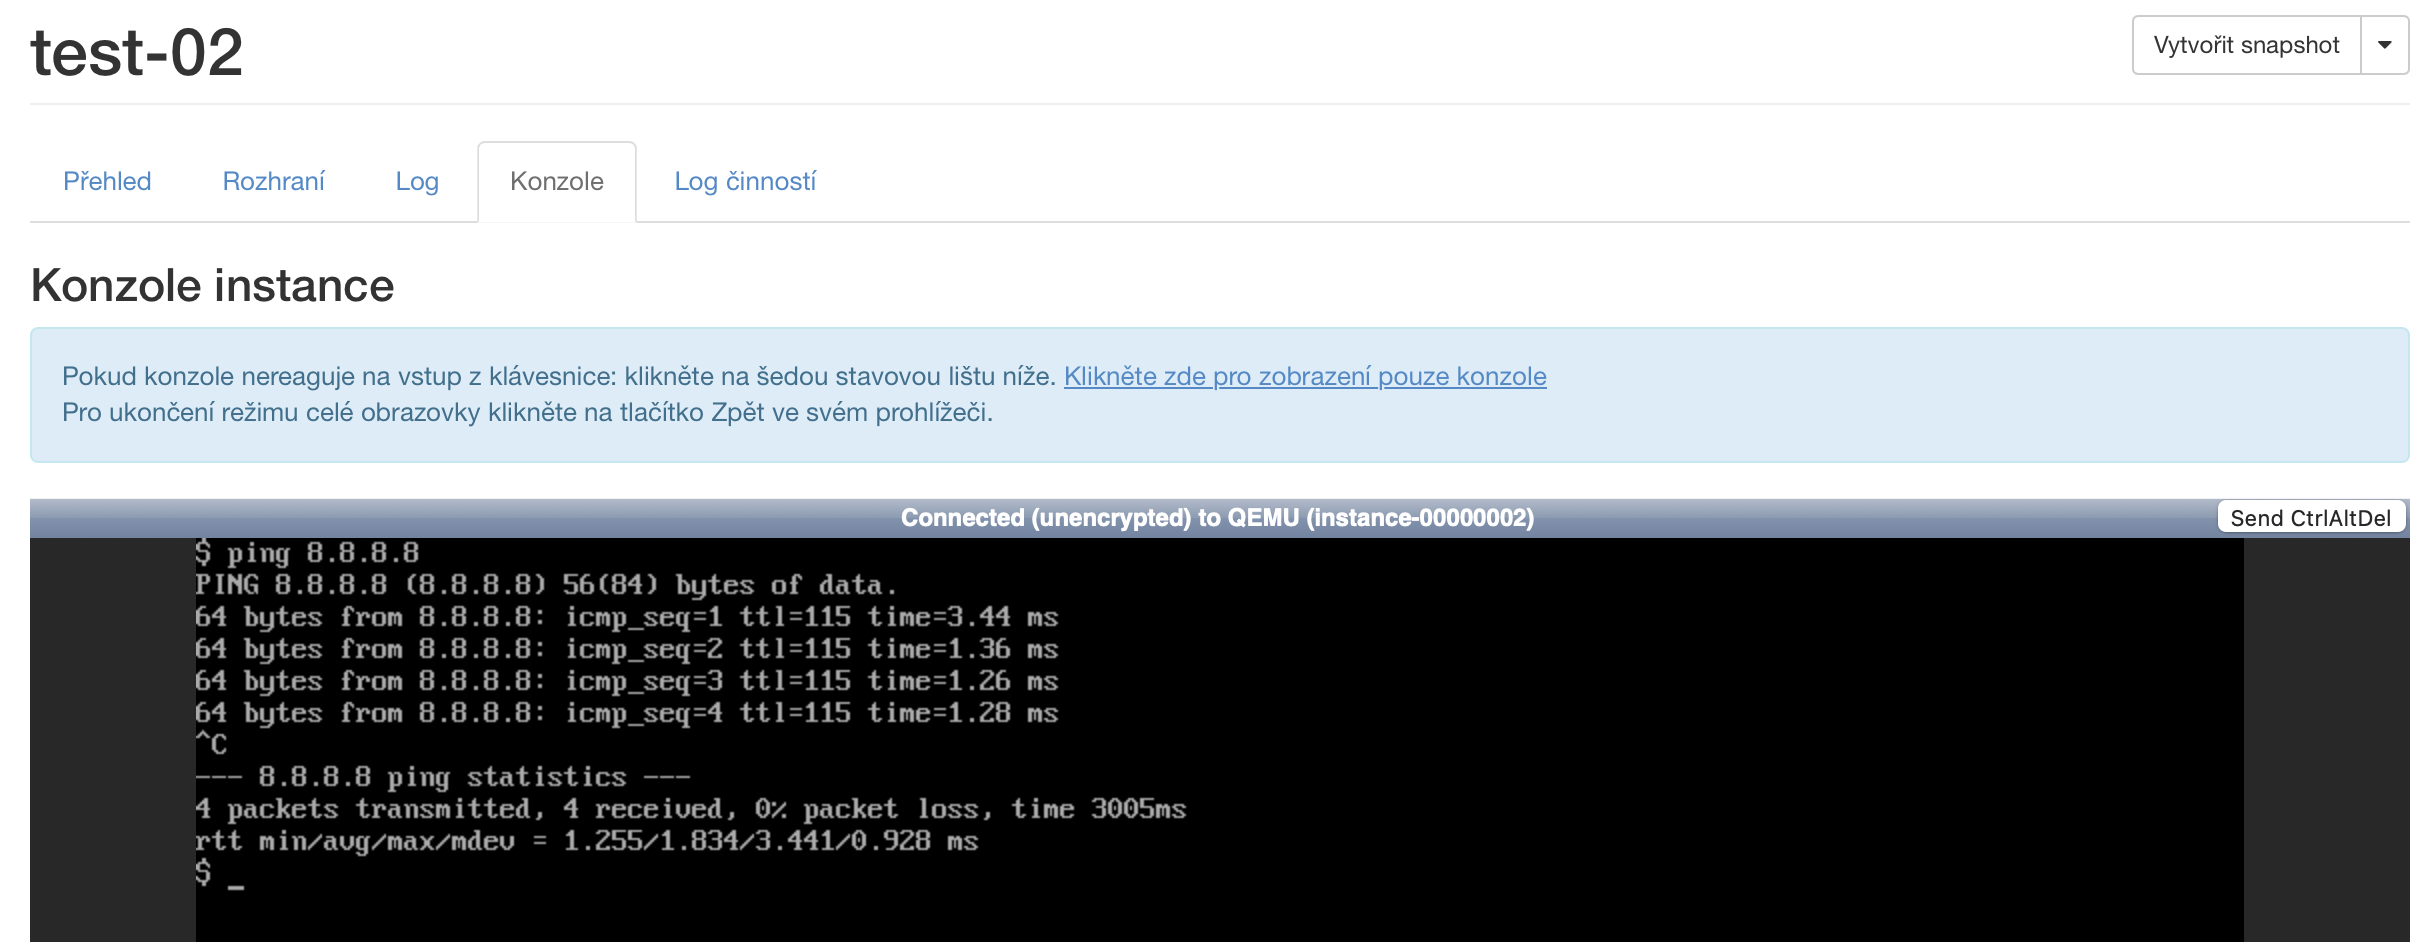 test-02
Vytvořit snapshot
Přehled Rozhraní Log Konzole Log činností
Konzole instance
Pokud konzole nereaguje na vstup z klávesnice: klikněte na šedou stavovou lištu níže. Klikněte zde pro zobrazení pouze konzole
Pro ukončení režimu celé obrazovky klikněte na tlačítko Zpět ve svém prohlížeči.
Connected (unencrypted) to QEMU (instance-00000002)
Send CtrlAltDel
$ ping 8.8.8.8
PING 8.8.8.8 (8.8.8.8) 56(84) bytes of data.
64 bytes from 8.8.8.8: icmp_seq=1 ttl=115 time=3.44 ms
64 bytes from 8.8.8.8: icmp_seq=2 ttl=115 time=1.36 ms
64 bytes from 8.8.8.8: icmp_seq=3 ttl=115 time=1.26 ms
64 bytes from 8.8.8.8: icmp_seq=4 ttl=115 time=1.28 ms
^C
--- 8.8.8.8 ping statistics ---
4 packets transmitted, 4 received, 0% packet loss, time 3005ms
rtt min/avg/max/mdev = 1.255/1.834/3.441/0.928 ms
$ _